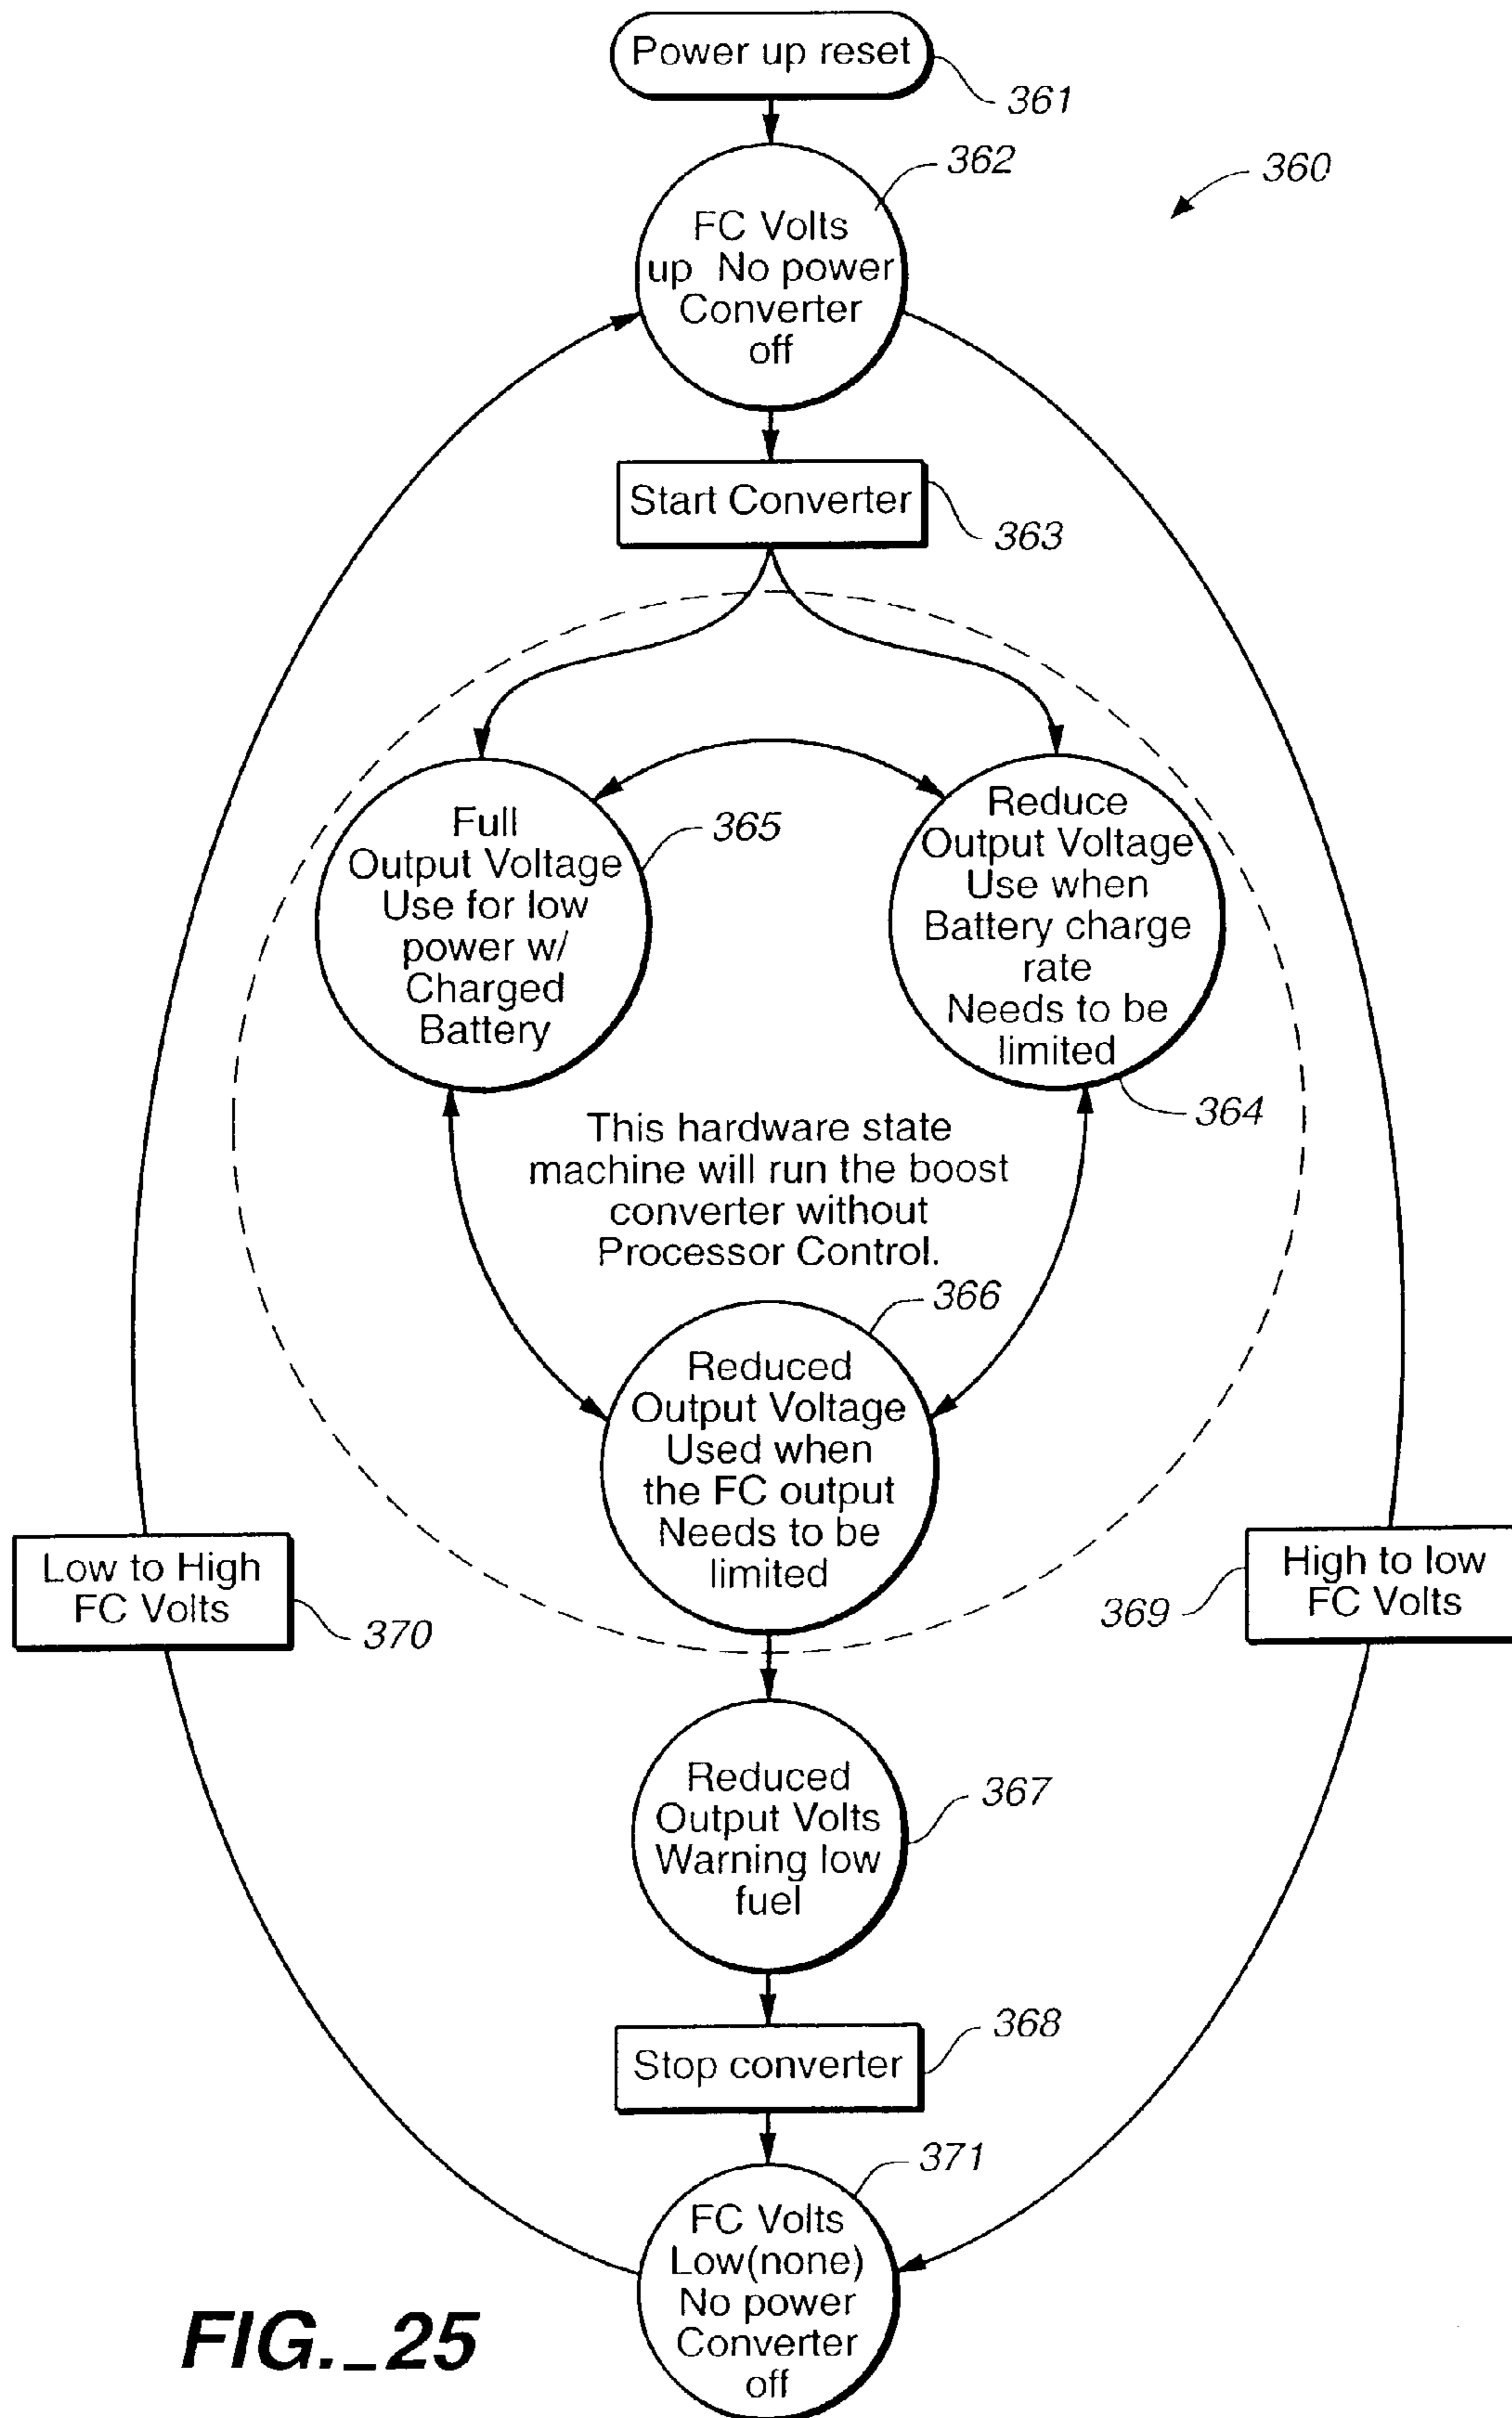 Power up reset
361
362
360
FC Volts
up No power
Converter
off
Start Converter
363
Full
Output Voltage
Use for low
power w/
Charged
Battery
365
Reduce
Output Voltage
Use when
Battery charge
rate
Needs to be
limited
364
This hardware state
machine will run the boost
converter without
Processor Control.
366
Reduced
Output Voltage
Used when
the FC output
Needs to be
limited
Low to High
FC Volts
370
High to low
FC Volts
369
Reduced
Output Volts
Warning low
fuel
367
Stop converter
368
371
FC Volts
Low(none)
No power
Converter
off
FIG._25